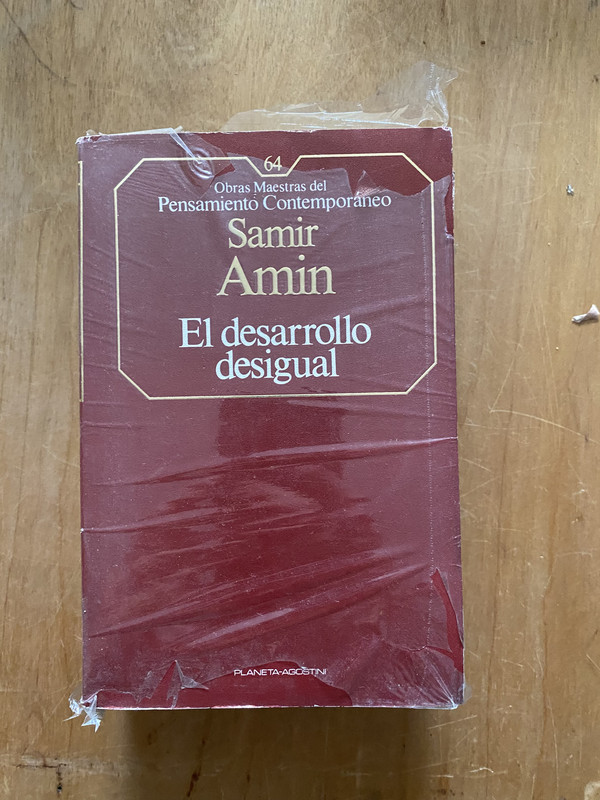 64
Obras Maestras del
Pensamiento Contemporáneo
Samir
Amin
El desarrollo
desigual
PLANETA-AGOSTINI